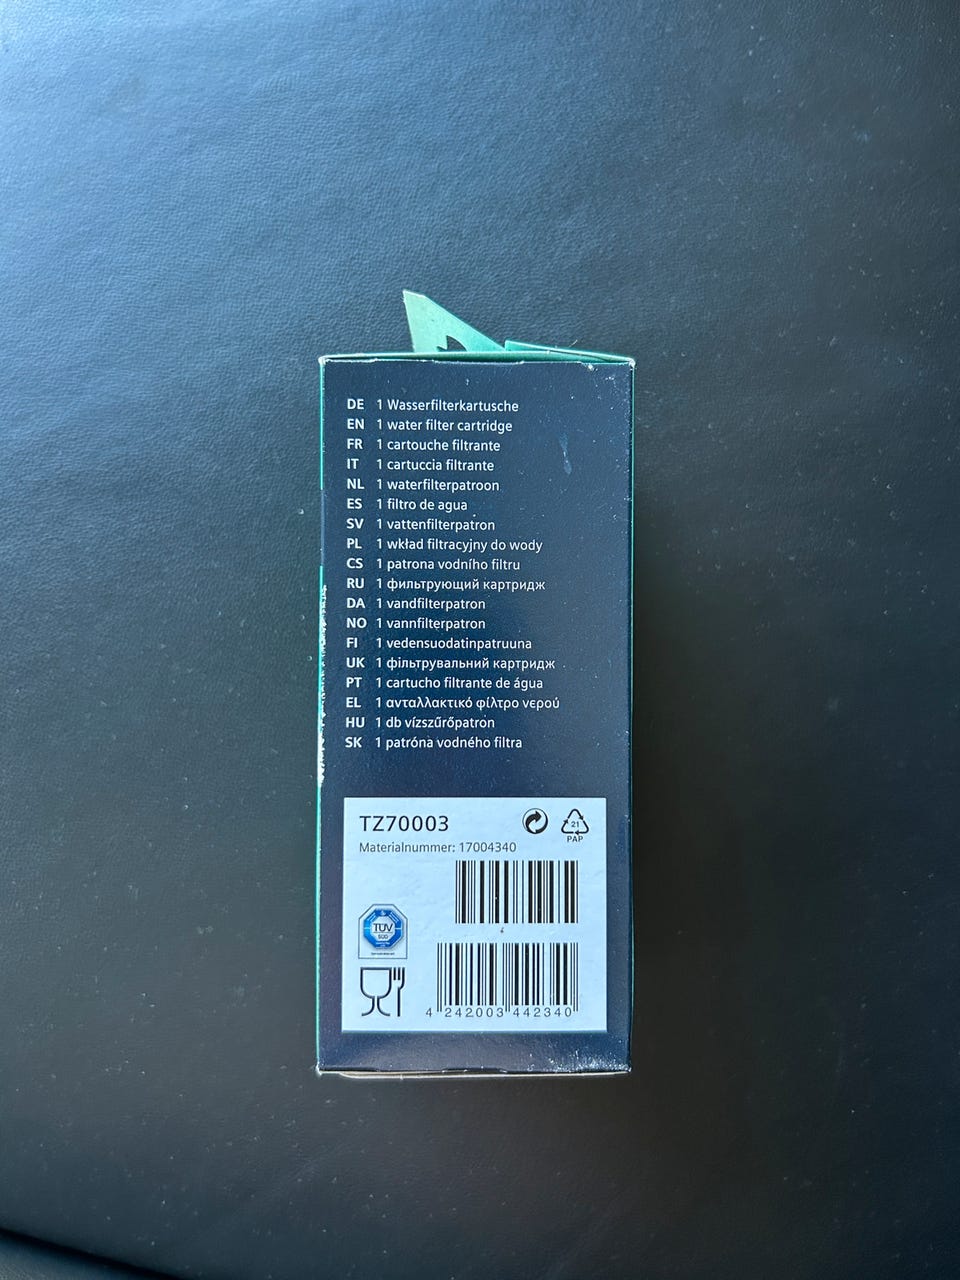 DE 1 Wasserfilterkartusche
EN 1 water filter cartridge
FR 1 cartouche filtrante
IT 1 cartuccia filtrante
NL 1 waterfilterpatroon
ES 1 filtro de agua
SV 1 vattenfilterpatron
PL 1 wkład filtracyjny do wody
CS 1 patrona vodního filtru
RU 1 фильтрующий картридж
DA 1 vandfilterpatron
NO 1 vannfilterpatron
FI 1 vedensuodatinpatruuna
UK 1 фільтрувальний картридж
PT 1 cartucho filtrante de água
EL 1 ανταλλακτικό φίλτρο νερού
HU 1 db vízszűrőpatron
SK 1 patróna vodného filtra
TZ70003
21
PAP
Materialnummer: 17004340
TÜV
SÜD
4 242003 442340